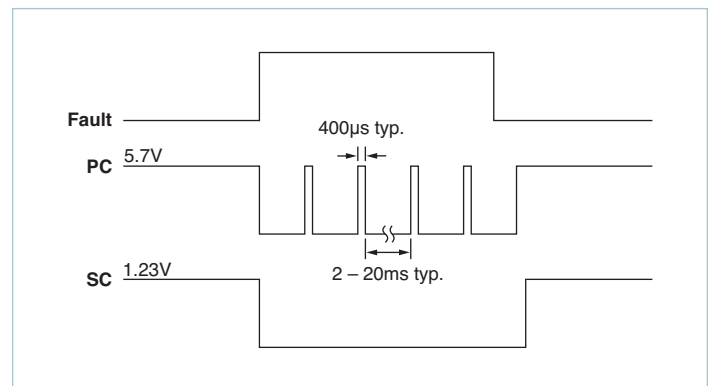 Fault
400µs typ.
5.7V
PC
2 – 20ms typ.
1.23V
SC